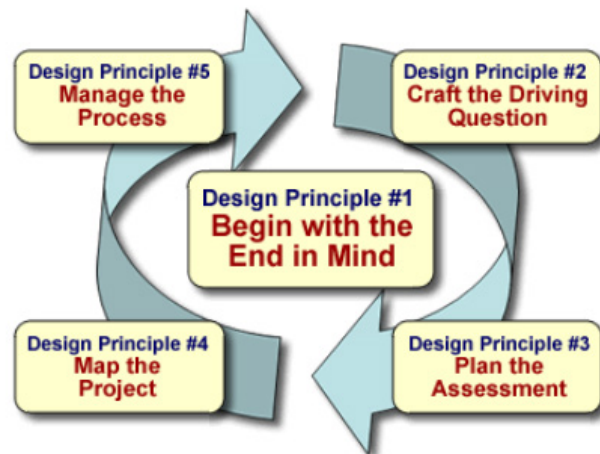 Design Principle #5
Manage the
Process
Design Principle #2
Craft the Driving
Question
Design Principle #1
Begin with the
End in Mind
Design Principle #4
Map the
Project
Design Principle #3
Plan the
Assessment